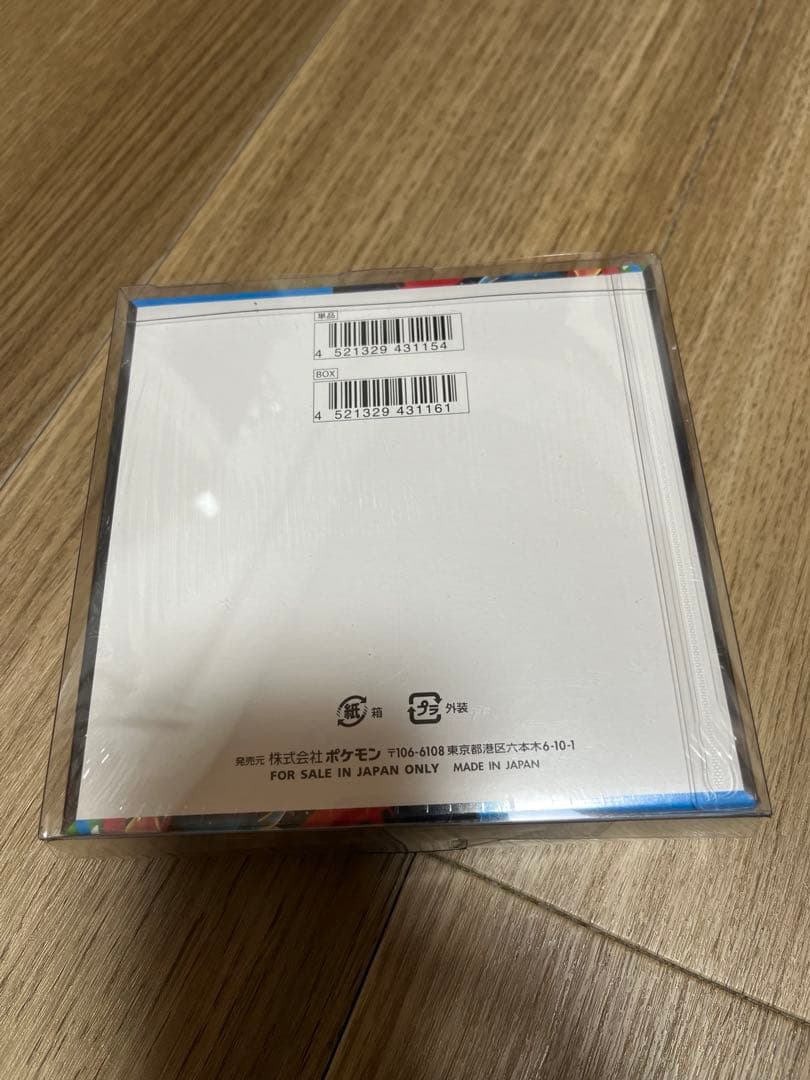 単品
4 521329 431154
BOX
4 521329 431161
紙 箱 プラ 外装
発売元 株式会社ポケモン 〒106-6108 東京都港区六本木6-10-1
FOR SALE IN JAPAN ONLY MADE IN JAPAN